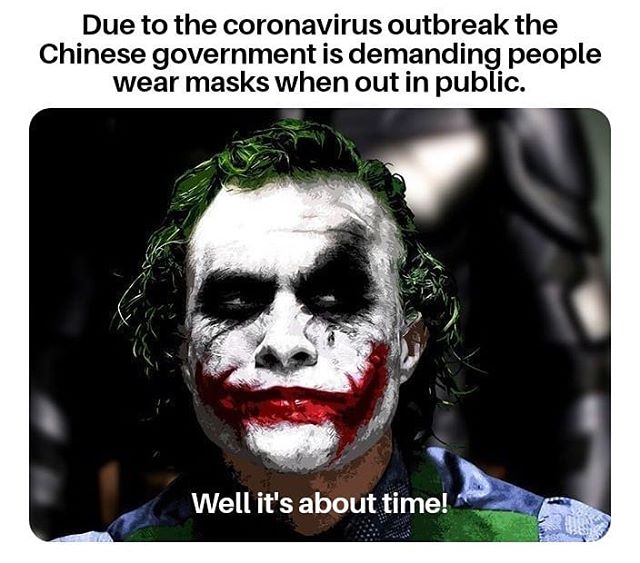 Due to the coronavirus outbreak the
Chinese government is demanding people
wear masks when out in public.
Well it's about time!